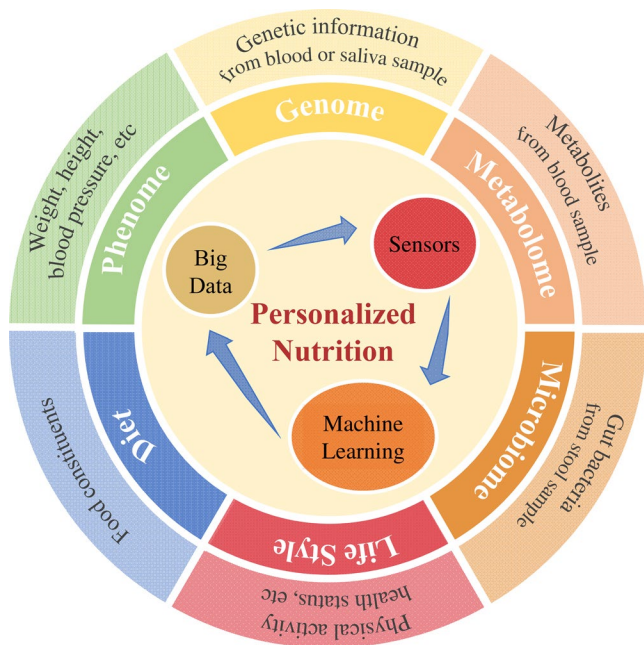 Genetic information
from blood or saliva sample
Genome
Metabolites
from blood sample
Metabolome
Gut bacteria
from stool sample
Microbiome
Physical activity
health status, etc
Life Style
Food constituents
Diet
Weight, height,
blood pressure, etc
Phenome
Big
Data
Sensors
Personalized
Nutrition
Machine
Learning